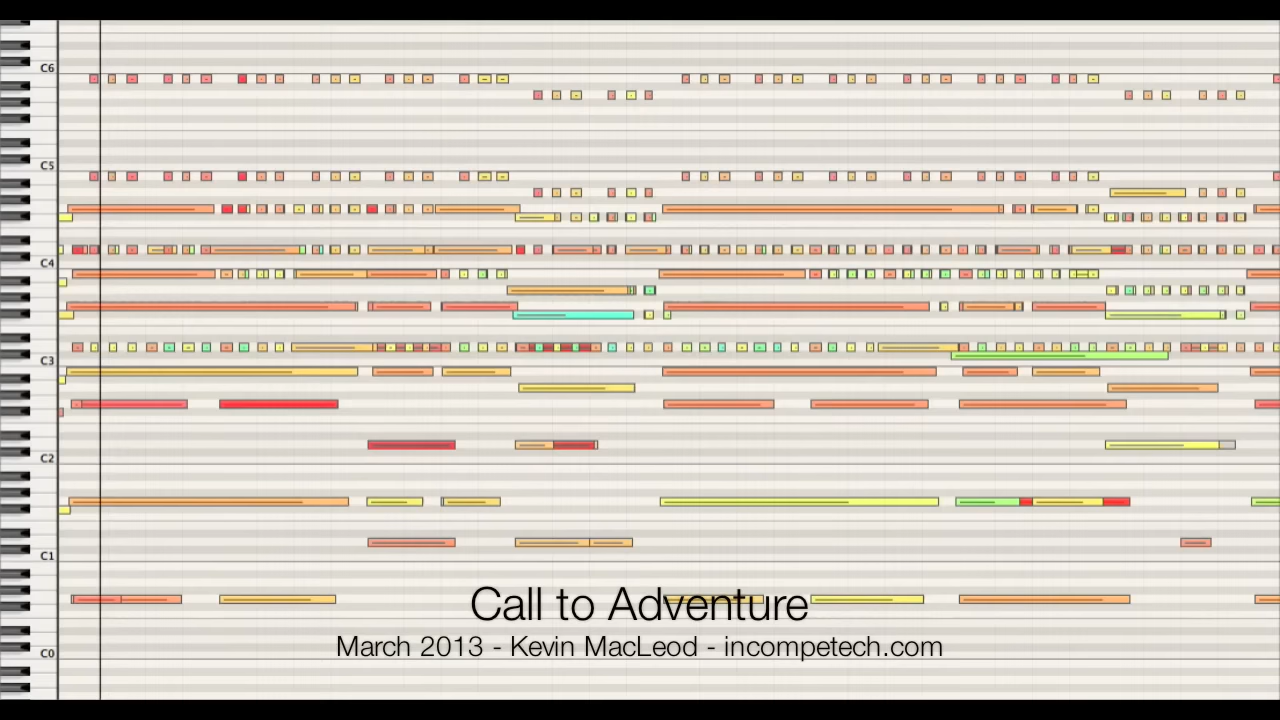 C6
C5
C4
C3
C2
C1
C0
Call to Adventure
March 2013 - Kevin MacLeod - incompetech.com